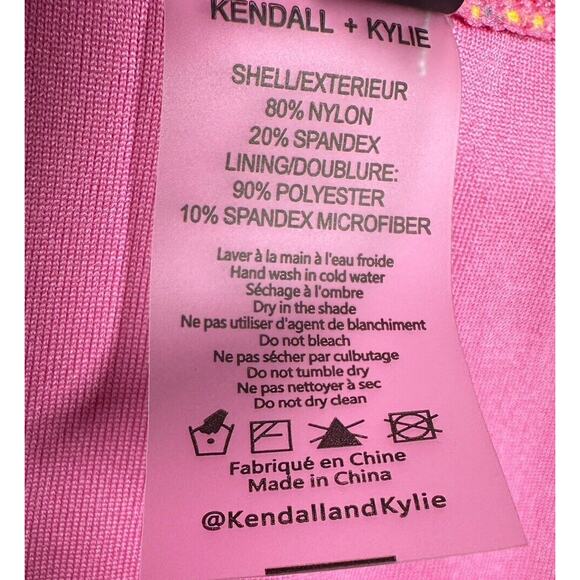 KENDALL + KYLIE
SHELL/EXTERIEUR
80% NYLON
20% SPANDEX
LINING/DOUBLURE:
90% POLYESTER
10% SPANDEX MICROFIBER
Laver à la main à l'eau froide
Hand wash in cold water
Séchage à l'ombre
Dry in the shade
Ne pas utiliser d'agent de blanchiment
Do not bleach
Ne pas sécher par culbutage
Do not tumble dry
Ne pas nettoyer à sec
Do not dry clean
Fabriqué en Chine
Made in China
@KendallandKylie